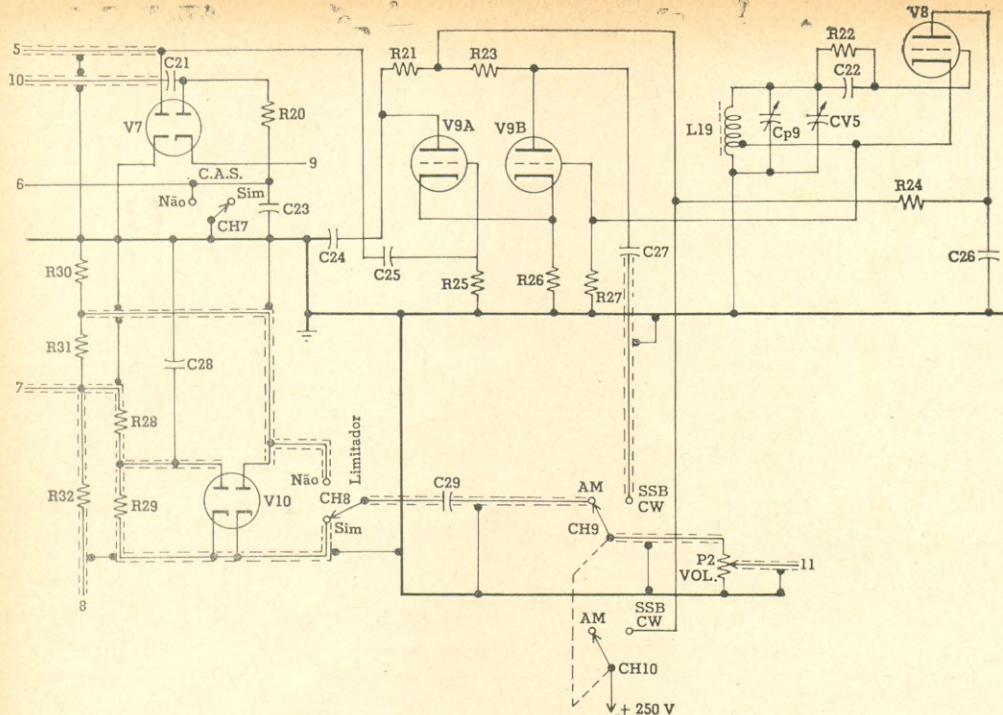 V8
5
C21
R21
R23
R22
C22
10
R20
V7
V9A
V9B
L19
Cp9
CV5
9
C.A.S.
6
Não
Sim
R24
C23
CH7
C24
C25
C27
C26
R30
R25
R26
R27
R31
C28
7
R28
Limitador
Não
R32
R29
V10
CH8
C29
AM
SSB
CW
Sim
CH9
P2
VOL.
11
8
AM
SSB
CW
CH10
+ 250 V